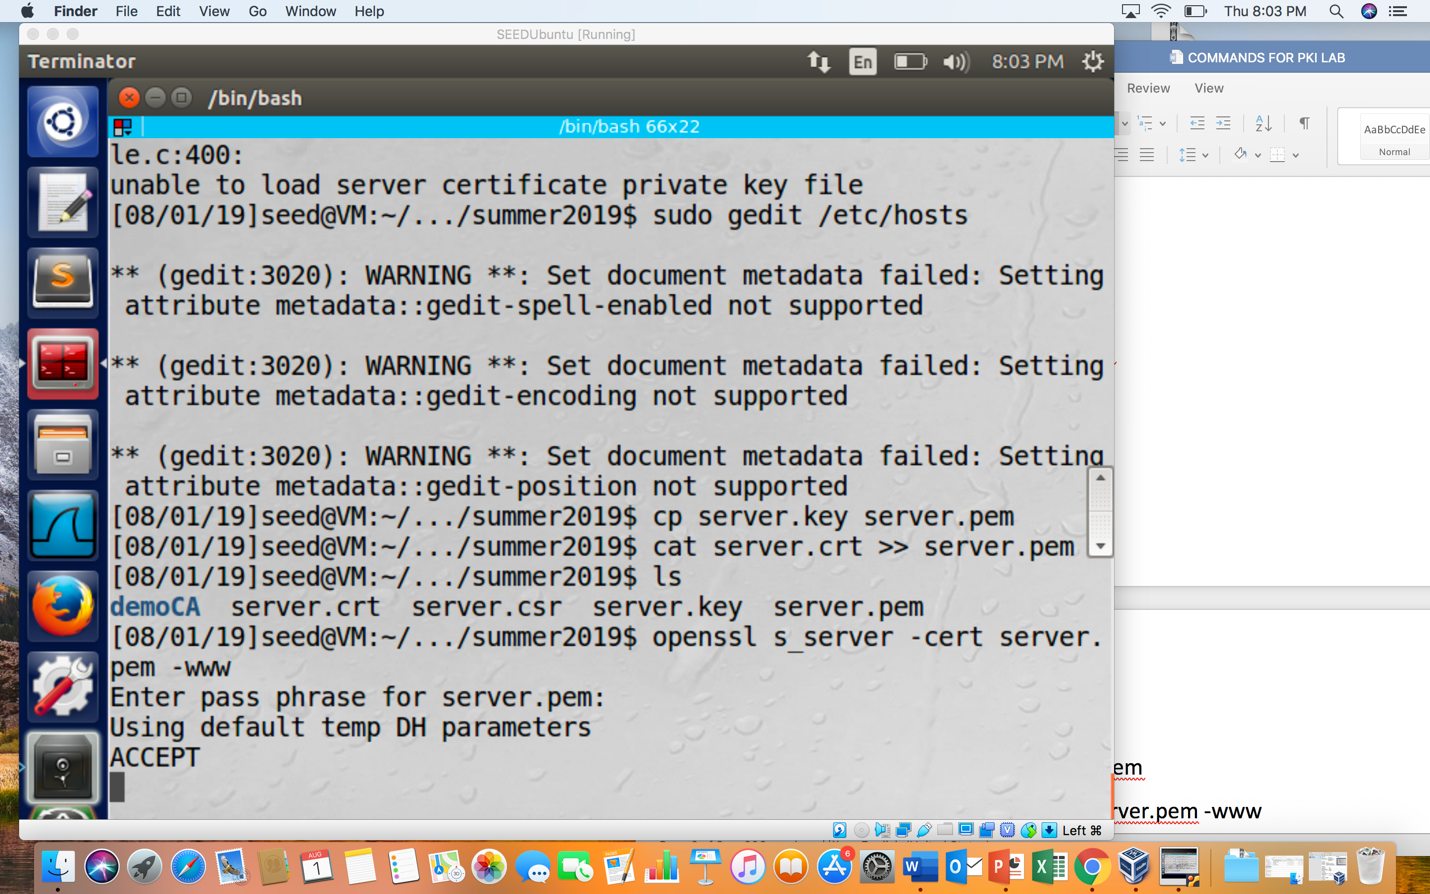 Finder File Edit View Go Window Help Thu 8:03 PM
SEEDUbuntu [Running]
Terminator En 8:03 PM
/bin/bash
/bin/bash 66x22
le.c:400:
unable to load server certificate private key file
[08/01/19]seed@VM:~/.../summer2019$ sudo gedit /etc/hosts
** (gedit:3020): WARNING **: Set document metadata failed: Setting
attribute metadata::gedit-spell-enabled not supported
** (gedit:3020): WARNING **: Set document metadata failed: Setting
attribute metadata::gedit-encoding not supported
** (gedit:3020): WARNING **: Set document metadata failed: Setting
attribute metadata::gedit-position not supported
[08/01/19]seed@VM:~/.../summer2019$ cp server.key server.pem
[08/01/19]seed@VM:~/.../summer2019$ cat server.crt >> server.pem
[08/01/19]seed@VM:~/.../summer2019$ ls
demoCA server.crt server.csr server.key server.pem
[08/01/19]seed@VM:~/.../summer2019$ openssl s_server -cert server.
pem -www
Enter pass phrase for server.pem:
Using default temp DH parameters
ACCEPT
Left ⌘
COMMANDS FOR PKI LAB
Review View
AaBbCcDdEe
Normal
em
rver.pem -www
AUG
1
6